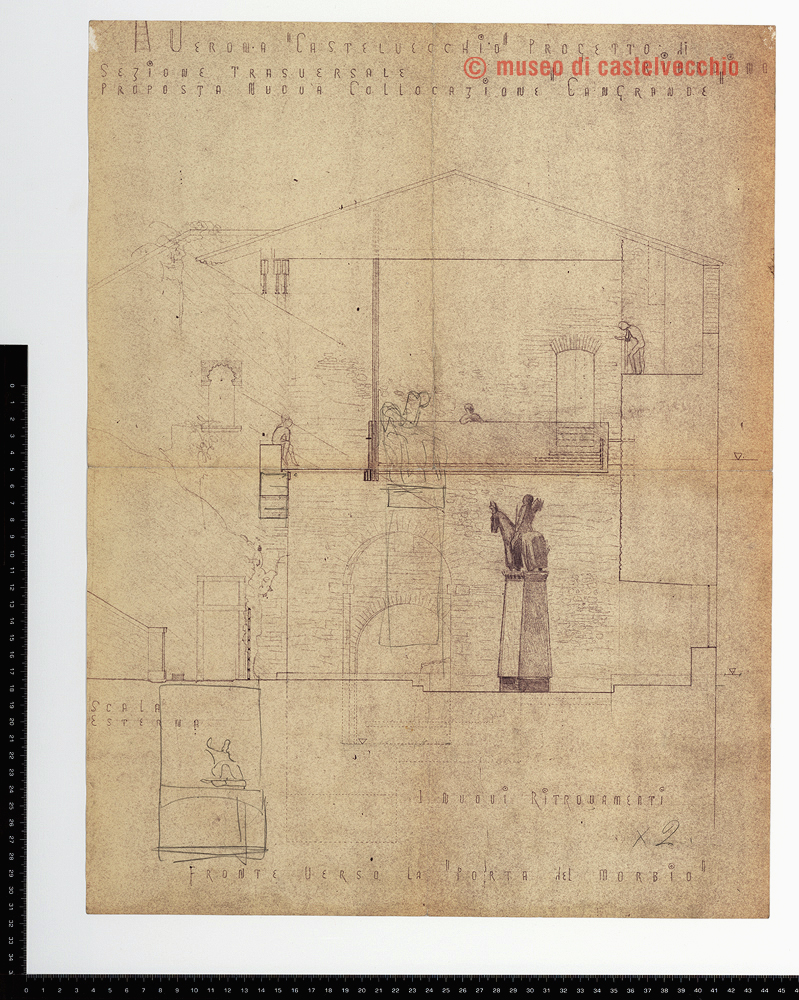 A VERONA "CASTELVECCHIO" PROGETTO di
© museo di castelvecchio
SEZIONE TRASVERSALE
PROPOSTA NUOVA COLLOCAZIONE "CANGRANDE"
SCALA
ESTERNA
I NUOVI RITROVAMENTI
x 2
FRONTE VERSO LA "PORTA del MORBIO"
0 1 2 3 4 5 6 7 8 9 10 11 12 13 14 15 16 17 18 19 20 21 22 23 24 25 26 27 28 29 30 31 32 33 34
0 1 2 3 4 5 6 7 8 9 10 11 12 13 14 15 16 17 18 19 20 21 22 23 24 25 26 27 28 29 30 31 32 33 34 35 36 37 38 39 40 41 42 43 44 45